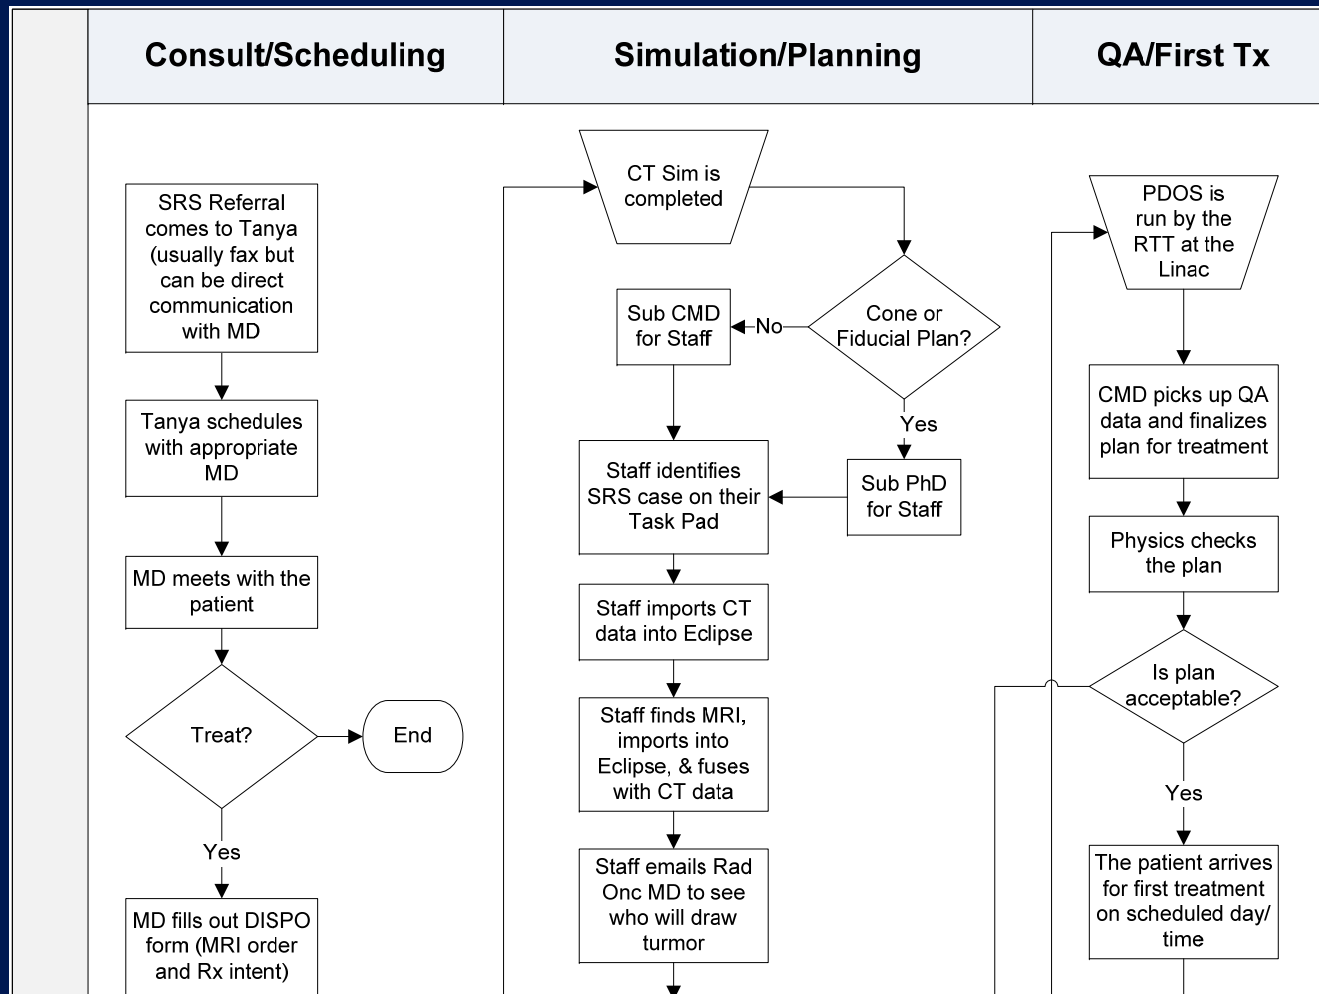 Consult/Scheduling
Simulation/Planning
QA/First Tx
SRS Referral
comes to Tanya
(usually fax but
can be direct
communication
with MD
Tanya schedules
with appropriate
MD
MD meets with the
patient
Treat?
End
Yes
MD fills out DISPO
form (MRI order
and Rx intent)
CT Sim is
completed
Cone or
Fiducial Plan?
No
Sub CMD
for Staff
Yes
Sub PhD
for Staff
Staff identifies
SRS case on their
Task Pad
Staff imports CT
data into Eclipse
Staff finds MRI,
imports into
Eclipse, & fuses
with CT data
Staff emails Rad
Onc MD to see
who will draw
turmor
PDOS is
run by the
RTT at the
Linac
CMD picks up QA
data and finalizes
plan for treatment
Physics checks
the plan
Is plan
acceptable?
Yes
The patient arrives
for first treatment
on scheduled day/
time